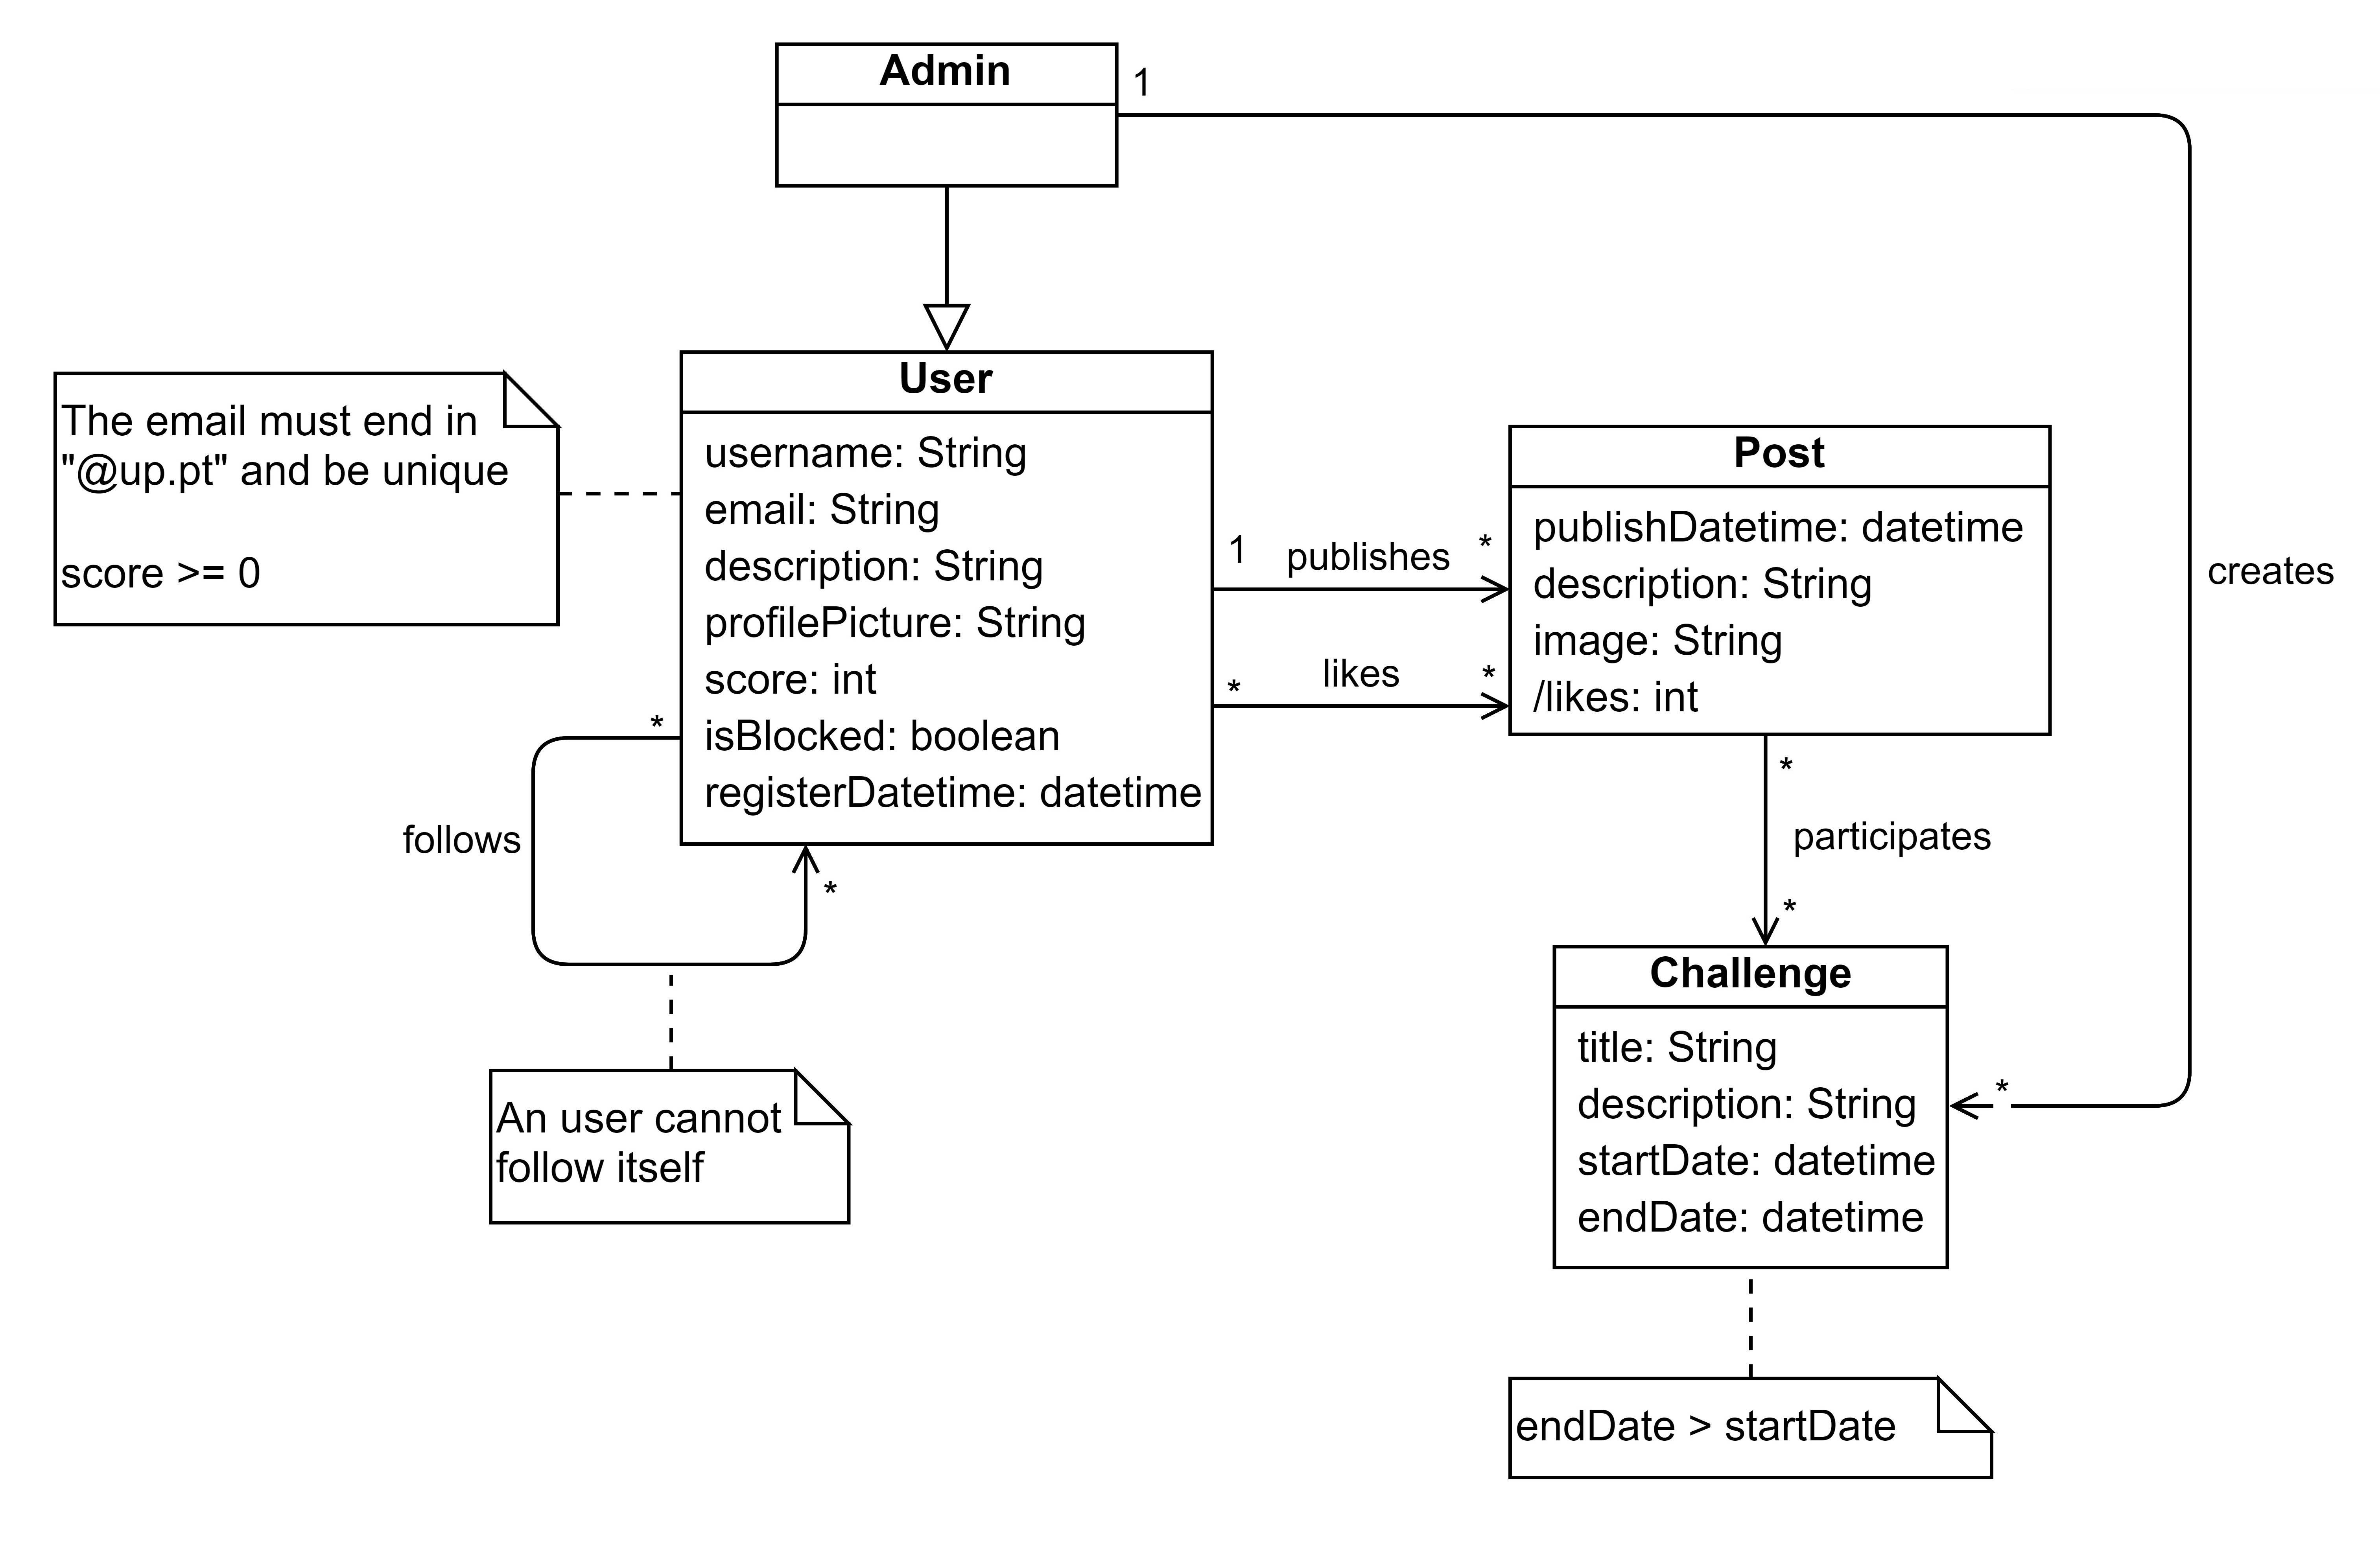 Admin
1
The email must end in
"@up.pt" and be unique
score >= 0
User
username: String
email: String
description: String
profilePicture: String
score: int
isBlocked: boolean
registerDatetime: datetime
1
publishes
*
*
likes
*
Post
publishDatetime: datetime
description: String
image: String
/likes: int
creates
*
follows
*
*
participates
*
An user cannot
follow itself
Challenge
title: String
description: String
startDate: datetime
endDate: datetime
*
endDate > startDate